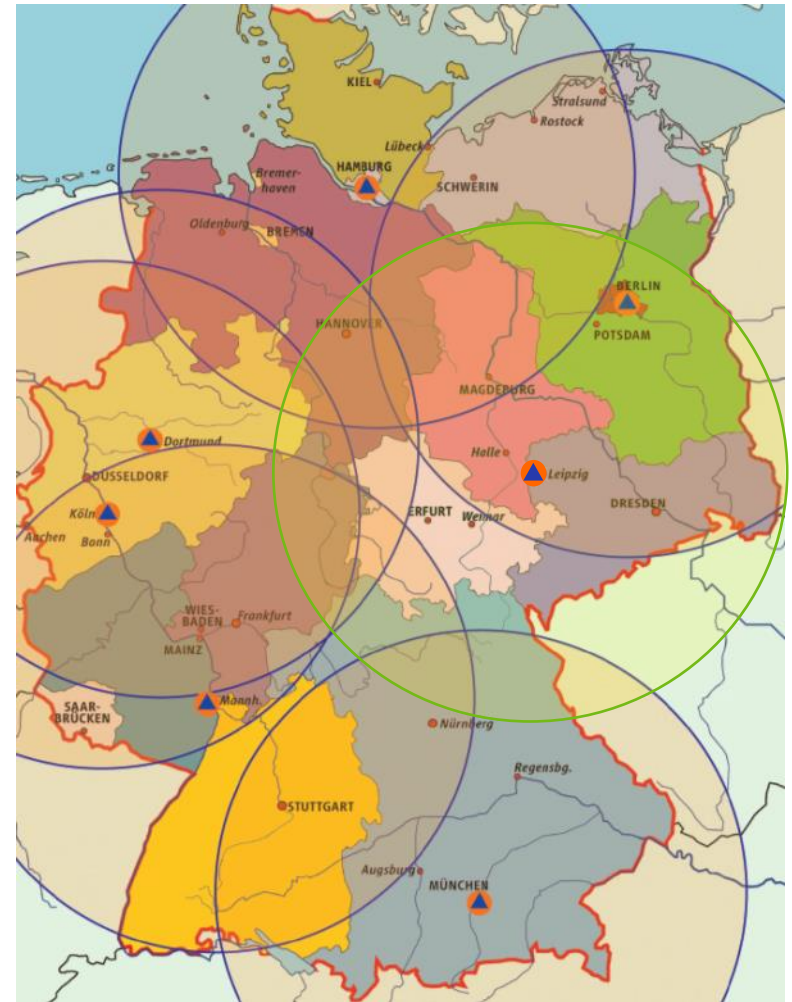 KIEL
Stralsund
Rostock
Lübeck
HAMBURG
Bremer-
haven
SCHWERIN
Oldenburg
BREMEN
BERLIN
HANNOVER
POTSDAM
MAGDEBURG
Dortmund
Halle
Leipzig
DÜSSELDORF
Köln
ERFURT
Weimar
DRESDEN
Aachen
Bonn
WIES-
BADEN
Frankfurt
MAINZ
Mannh.
SAAR-
BRÜCKEN
Nürnberg
Regensbg.
STUTTGART
Augsburg
MÜNCHEN